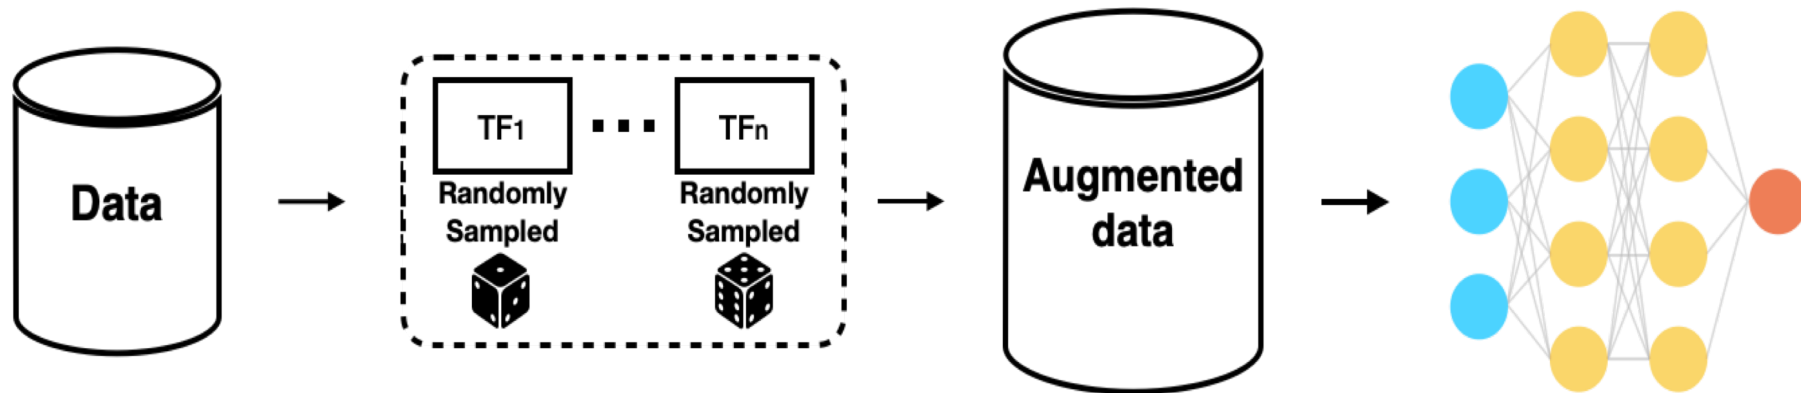 Data
TF1
TFn
Randomly
Sampled
Randomly
Sampled
Augmented
data